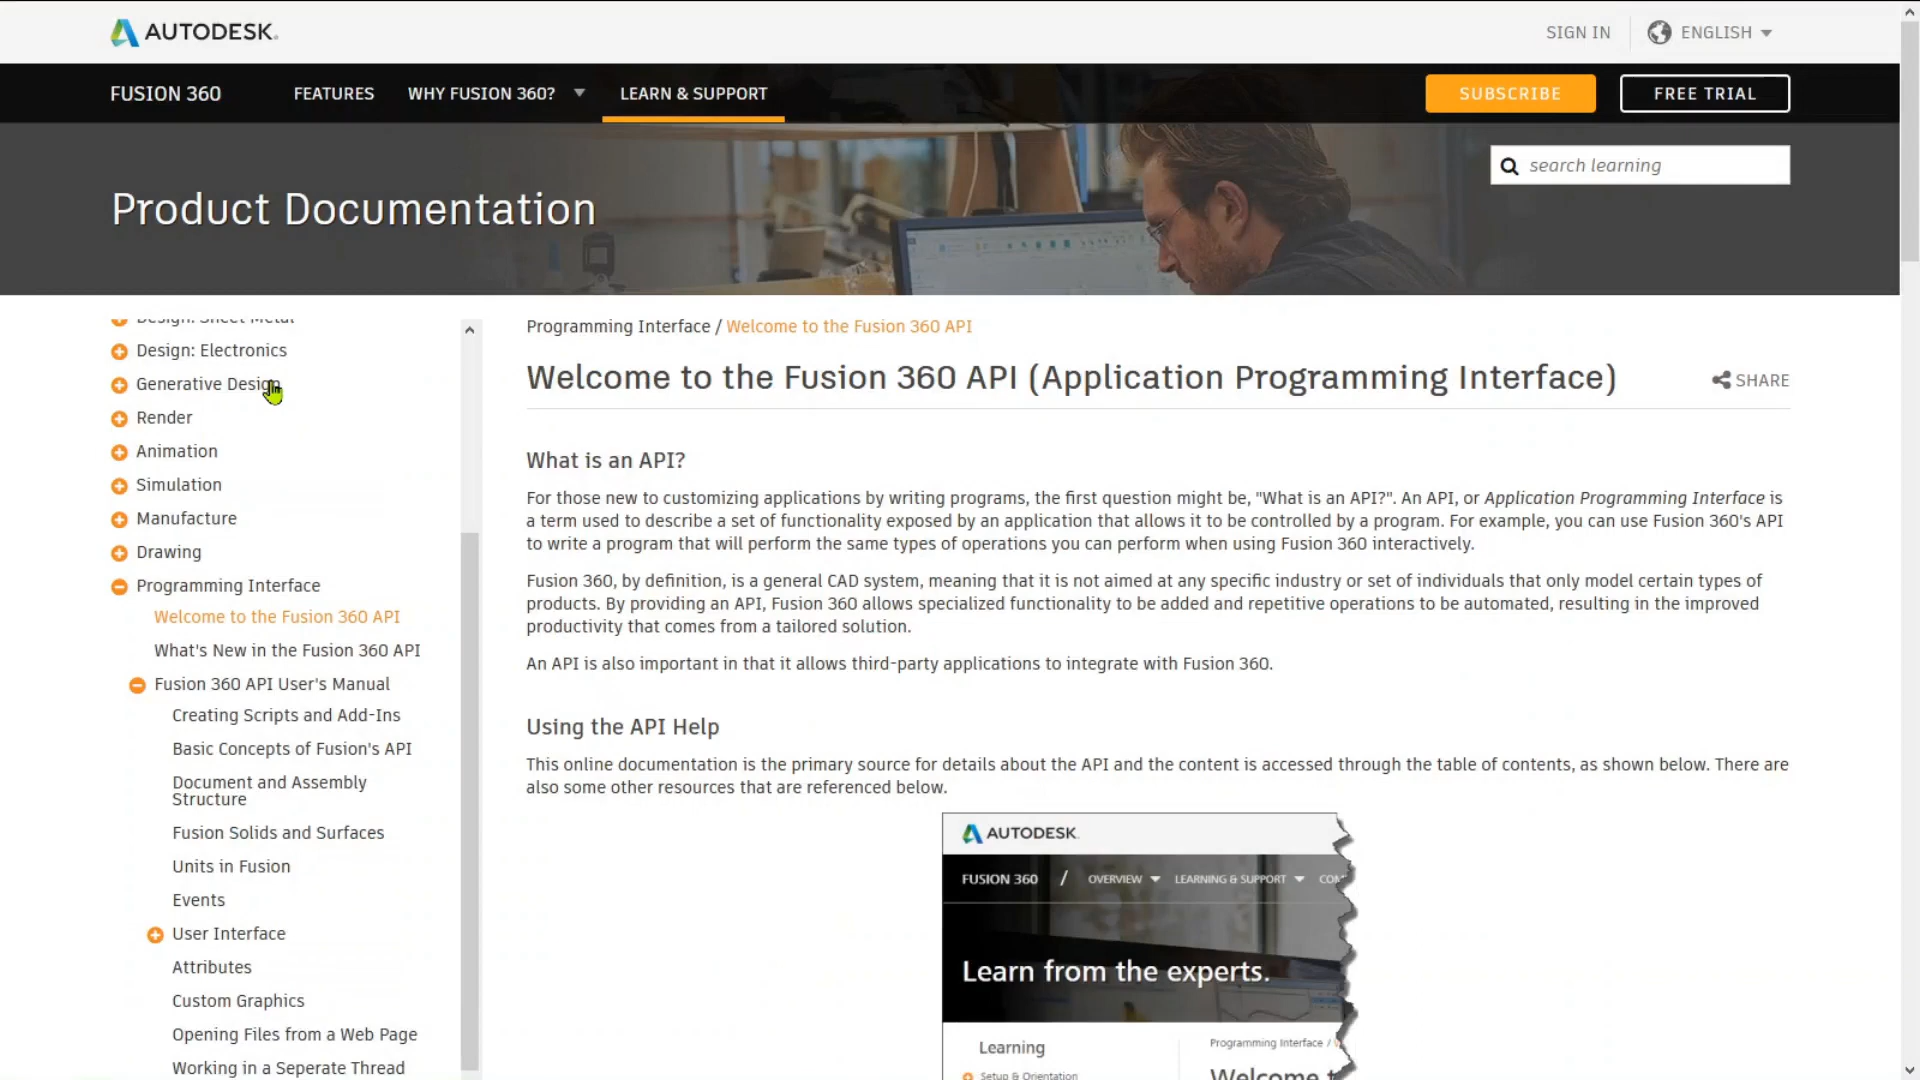 AUTODESK.
SIGN IN
ENGLISH
FUSION 360
FEATURES
WHY FUSION 360?
LEARN & SUPPORT
SUBSCRIBE
FREE TRIAL
Product Documentation
search learning
Design: Sheet Metal
Design: Electronics
Generative Design
Render
Animation
Simulation
Manufacture
Drawing
Programming Interface
Welcome to the Fusion 360 API
What's New in the Fusion 360 API
Fusion 360 API User's Manual
Creating Scripts and Add-Ins
Basic Concepts of Fusion's API
Document and Assembly
Structure
Fusion Solids and Surfaces
Units in Fusion
Events
User Interface
Attributes
Custom Graphics
Opening Files from a Web Page
Working in a Seperate Thread
Programming Interface / Welcome to the Fusion 360 API
Welcome to the Fusion 360 API (Application Programming Interface)
SHARE
What is an API?
For those new to customizing applications by writing programs, the first question might be, "What is an API?". An API, or Application Programming Interface is
a term used to describe a set of functionality exposed by an application that allows it to be controlled by a program. For example, you can use Fusion 360's API
to write a program that will perform the same types of operations you can perform when using Fusion 360 interactively.
Fusion 360, by definition, is a general CAD system, meaning that it is not aimed at any specific industry or set of individuals that only model certain types of
products. By providing an API, Fusion 360 allows specialized functionality to be added and repetitive operations to be automated, resulting in the improved
productivity that comes from a tailored solution.
An API is also important in that it allows third-party applications to integrate with Fusion 360.
Using the API Help
This online documentation is the primary source for details about the API and the content is accessed through the table of contents, as shown below. There are
also some other resources that are referenced below.
AUTODESK.
FUSION 360 / OVERVIEW LEARNING & SUPPORT
Learn from the experts.
Learning
Setup & Orientation
Programming Interface /
Welcome